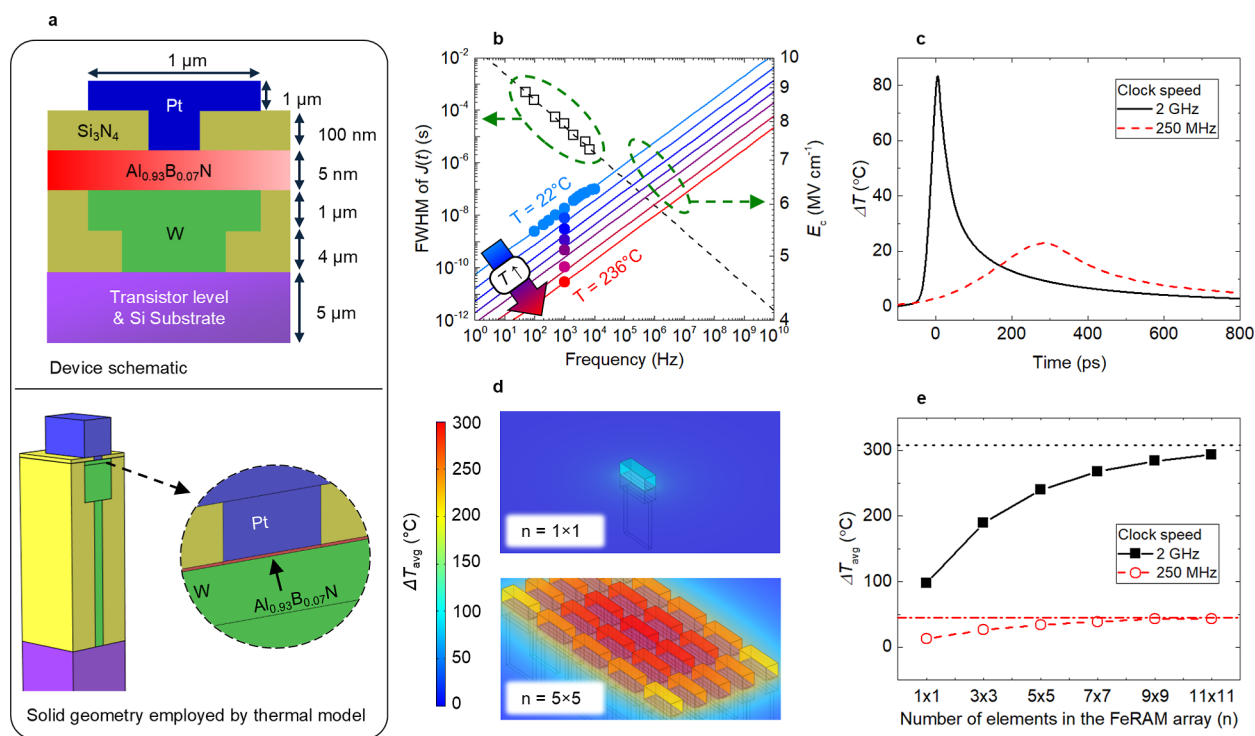 a
1 µm
Pt
1 µm
Si₃N₄
100 nm
Al₀.₉₃B₀.₀₇N
5 nm
1 µm
W
4 µm
Transistor level
& Si Substrate
5 µm
Device schematic
Pt
W
Al₀.₉₃B₀.₀₇N
Solid geometry employed by thermal model
b
FWHM of J(t) (s)
10⁻²
10⁻⁴
10⁻⁶
10⁻⁸
10⁻¹⁰
10⁻¹²
T = 22°C
T↑
T = 236°C
10
9
8
7
6
5
4
E_c (MV cm⁻¹)
10⁰ 10¹ 10² 10³ 10⁴ 10⁵ 10⁶ 10⁷ 10⁸ 10⁹ 10¹⁰
Frequency (Hz)
c
ΔT (°C)
80
60
40
20
0
Clock speed
2 GHz
250 MHz
0 200 400 600 800
Time (ps)
d
ΔT_avg (°C)
300
250
200
150
100
50
0
n = 1×1
n = 5×5
e
ΔT_avg (°C)
300
200
100
0
Clock speed
2 GHz
250 MHz
1x1 3x3 5x5 7x7 9x9 11x11
Number of elements in the FeRAM array (n)